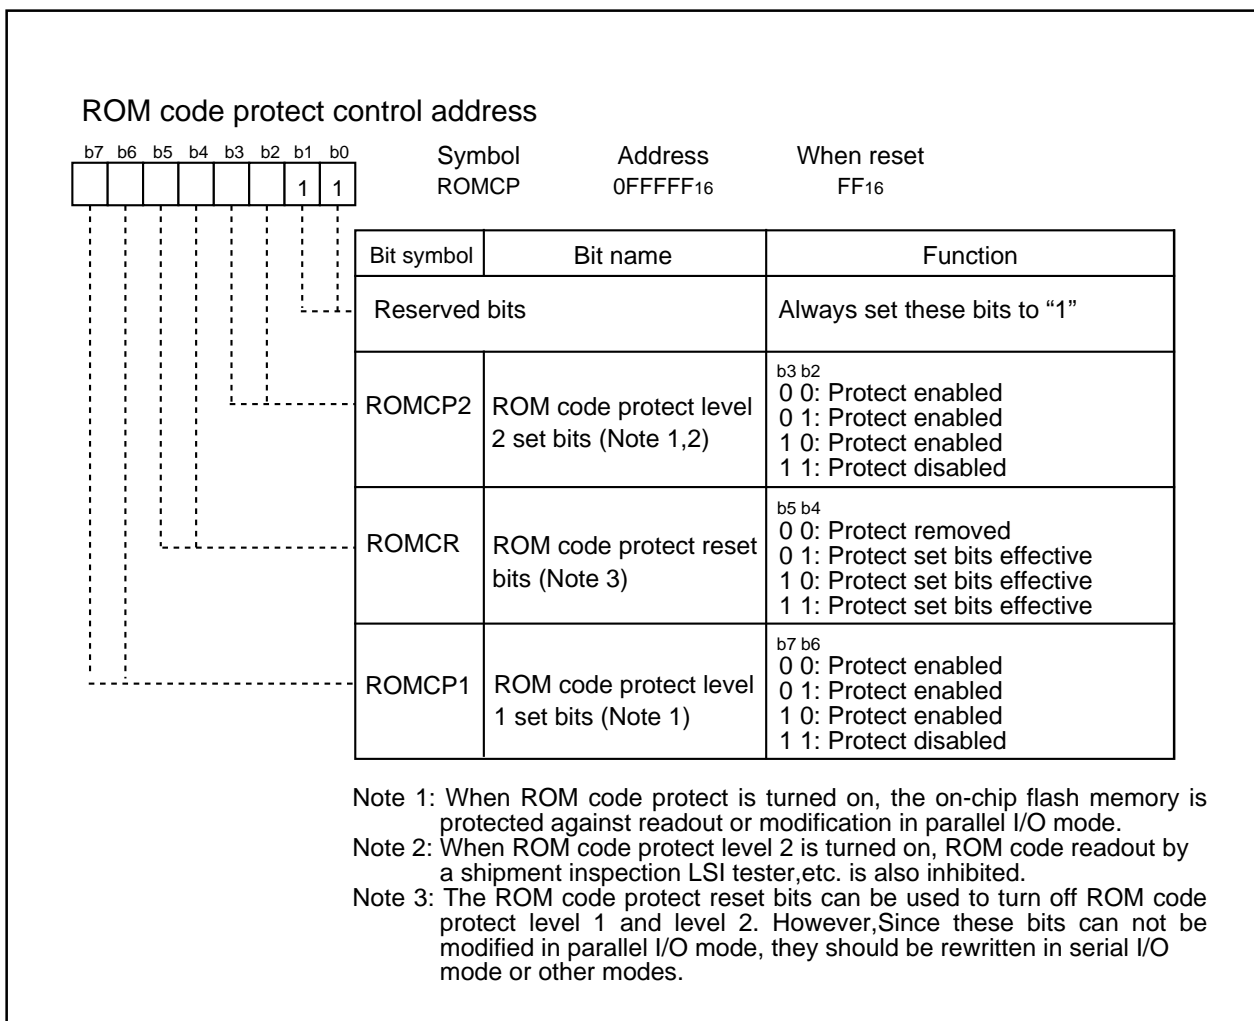 ROM code protect control address
b7 b6 b5 b4 b3 b2 b1 b0
Symbol Address When reset
1 1
ROMCP 0FFFFF16 FF16
Bit symbol Bit name Function
Reserved bits Always set these bits to “1”
ROMCP2 ROM code protect level
2 set bits (Note 1,2)
b3 b2
0 0: Protect enabled
0 1: Protect enabled
1 0: Protect enabled
1 1: Protect disabled
ROMCR ROM code protect reset
bits (Note 3)
b5 b4
0 0: Protect removed
0 1: Protect set bits effective
1 0: Protect set bits effective
1 1: Protect set bits effective
ROMCP1 ROM code protect level
1 set bits (Note 1)
b7 b6
0 0: Protect enabled
0 1: Protect enabled
1 0: Protect enabled
1 1: Protect disabled
Note 1: When ROM code protect is turned on, the on-chip flash memory is
protected against readout or modification in parallel I/O mode.
Note 2: When ROM code protect level 2 is turned on, ROM code readout by
a shipment inspection LSI tester,etc. is also inhibited.
Note 3: The ROM code protect reset bits can be used to turn off ROM code
protect level 1 and level 2. However,Since these bits can not be
modified in parallel I/O mode, they should be rewritten in serial I/O
mode or other modes.